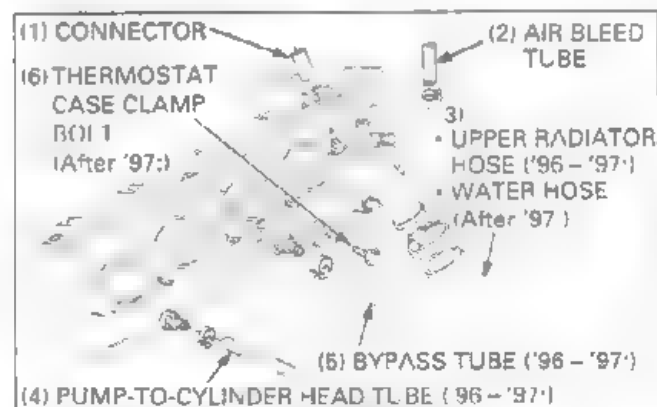 (1) CONNECTOR
(2) AIR BLEED
TUBE
(6) THERMOSTAT
CASE CLAMP
BOLT
(After '97:)
3)
• UPPER RADIATOR
HOSE ('96 – '97:)
• WATER HOSE
(After '97 )
(5) BYPASS TUBE ('96 – '97:)
(4) PUMP-TO-CYLINDER HEAD TUBE ( 96 – '97:)